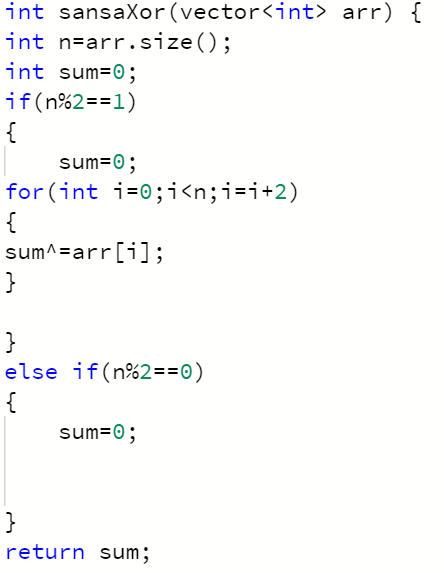 int sansaXor(vector<int> arr) {
int n=arr.size();
int sum=0;
if(n%2==1)
{
    sum=0;
for(int i=0;i<n;i=i+2)
{
sum^=arr[i];
}

}
else if(n%2==0)
{
    sum=0;


}
return sum;